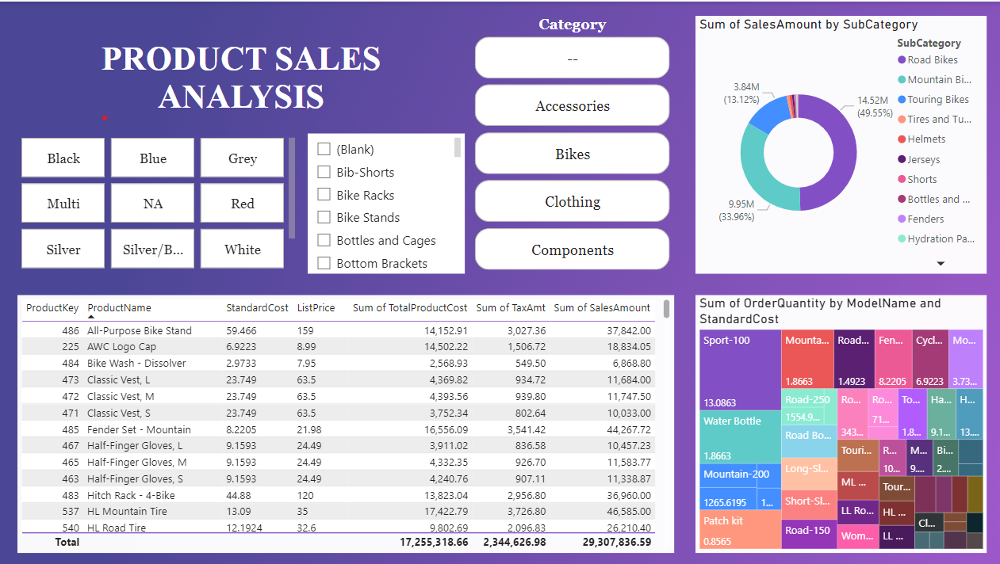 PRODUCT SALES
ANALYSIS
Black
Blue
Grey
Multi
NA
Red
Silver
Silver/B...
White
(Blank)
Bib-Shorts
Bike Racks
Bike Stands
Bottles and Cages
Bottom Brackets
Category
--
Accessories
Bikes
Clothing
Components
Sum of SalesAmount by SubCategory
SubCategory
Road Bikes
Mountain Bi...
Touring Bikes
Tires and Tu...
Helmets
Jerseys
Shorts
Bottles and ...
Fenders
Hydration Pa...
3.84M
(13.12%)
14.52M
(49.55%)
9.95M
(33.96%)
ProductKey ProductName StandardCost ListPrice Sum of TotalProductCost Sum of TaxAmt Sum of SalesAmount
486 All-Purpose Bike Stand 59.466 159 14,152.91 3,027.36 37,842.00
225 AWC Logo Cap 6.9223 8.99 14,502.22 1,506.72 18,834.05
484 Bike Wash - Dissolver 2.9733 7.95 2,568.93 549.50 6,868.80
473 Classic Vest, L 23.749 63.5 4,369.82 934.72 11,684.00
472 Classic Vest, M 23.749 63.5 4,393.56 939.80 11,747.50
471 Classic Vest, S 23.749 63.5 3,752.34 802.64 10,033.00
485 Fender Set - Mountain 8.2205 21.98 16,556.09 3,541.42 44,267.72
467 Half-Finger Gloves, L 9.1593 24.49 3,911.02 836.58 10,457.23
465 Half-Finger Gloves, M 9.1593 24.49 4,332.35 926.70 11,583.77
463 Half-Finger Gloves, S 9.1593 24.49 4,240.76 907.11 11,338.87
483 Hitch Rack - 4-Bike 44.88 120 13,823.04 2,956.80 36,960.00
537 HL Mountain Tire 13.09 35 17,422.79 3,726.80 46,585.00
540 HL Road Tire 12.1924 32.6 9,802.69 2,096.83 26,210.40
Total 17,255,318.66 2,344,626.98 29,307,836.59
Sum of OrderQuantity by ModelName and
StandardCost
Sport-100
13.0863
Water Bottle
1.8663
Mountain-200
1265.6195
1...
Patch kit
0.8565
Mounta...
1.8663
Road...
1.4923
Fen...
8.2205
Cycl...
6.9223
Mo...
3.73...
Road-250
1554.9...
Road Bo...
Long-Sl...
Short-Sl...
Road-150
Ro...
343...
Ro...
71...
To...
1.8...
Ha...
9.1...
H...
13....
Touri...
ML ...
LL Ro...
Wom...
R...
10...
M...
9....
Bi...
2....
Tour...
HL ...
LL ...
Cl...